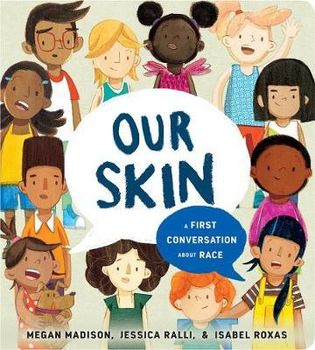 OUR
SKIN
A FIRST
CONVERSATION
ABOUT RACE
MEGAN MADISON, JESSICA RALLI, & ISABEL ROXAS